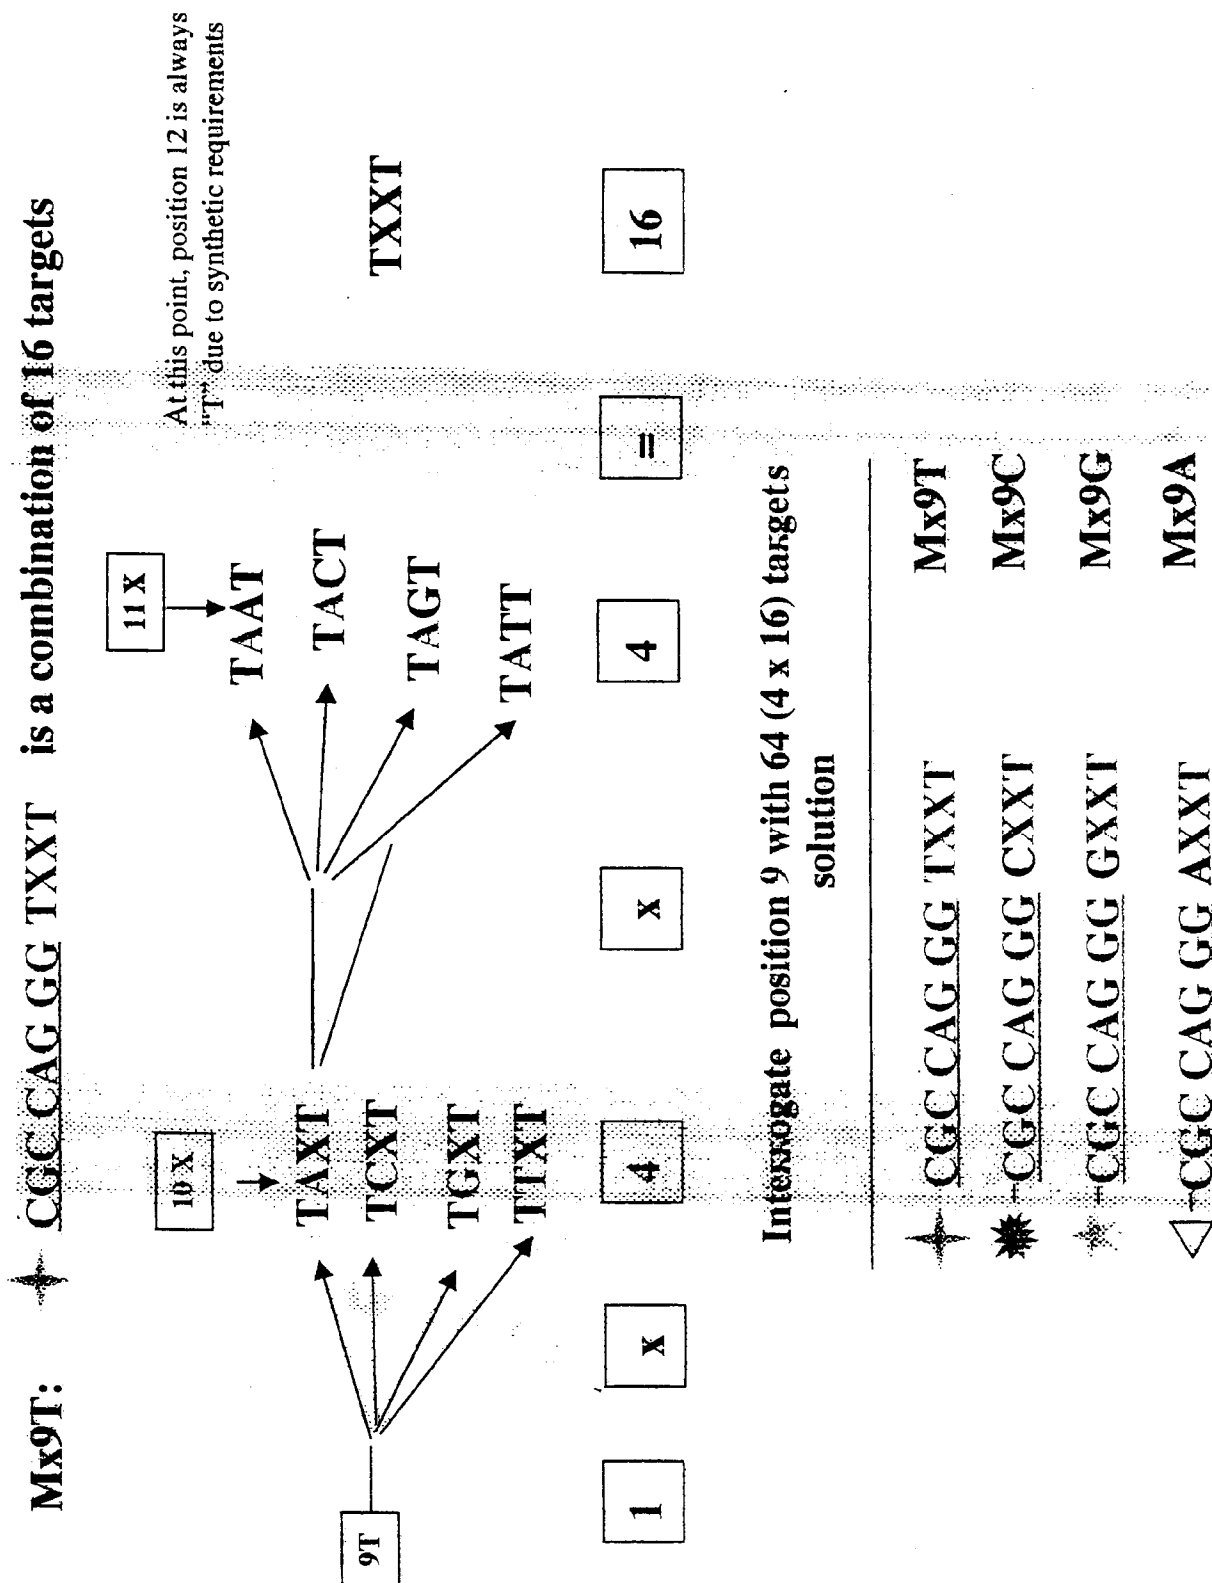 Mx9T: CGC CAG GG TXXT is a combination of 16 targets
At this point, position 12 is always
"T" due to synthetic requirements
10 X
11 X
9T
TAXT
TCXT
TGXT
TTXT
TAAT
TACT
TAGT
TATT
TXXT
1 x 4 x 4 = 16
Interrogate position 9 with 64 (4 x 16) targets
solution
CGC CAG GG TXXT Mx9T
CGC CAG GG CXXT Mx9C
CGC CAG GG GXXT Mx9G
CGC CAG GG AXXT Mx9A